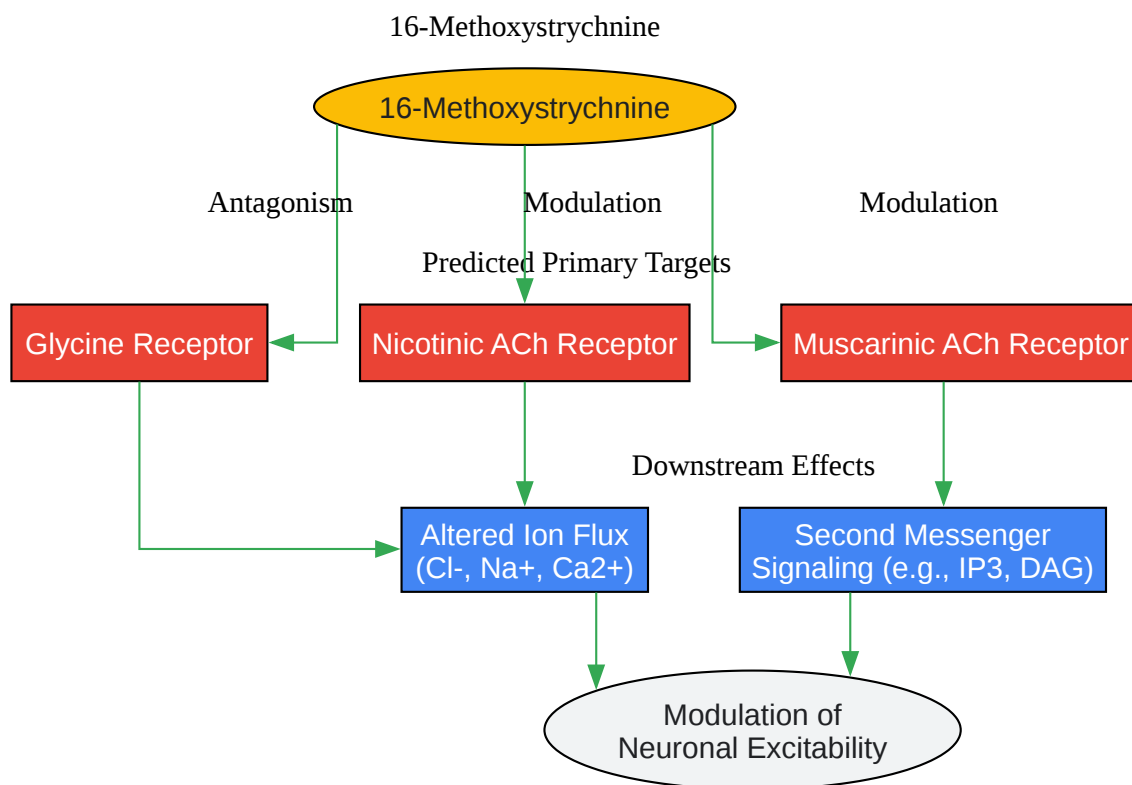 16-Methoxystrychnine
16-Methoxystrychnine
Antagonism
Modulation
Modulation
Predicted Primary Targets
Glycine Receptor
Nicotinic ACh Receptor
Muscarinic ACh Receptor
Downstream Effects
Altered Ion Flux
(Cl-, Na+, Ca2+)
Second Messenger
Signaling (e.g., IP3, DAG)
Modulation of
Neuronal Excitability